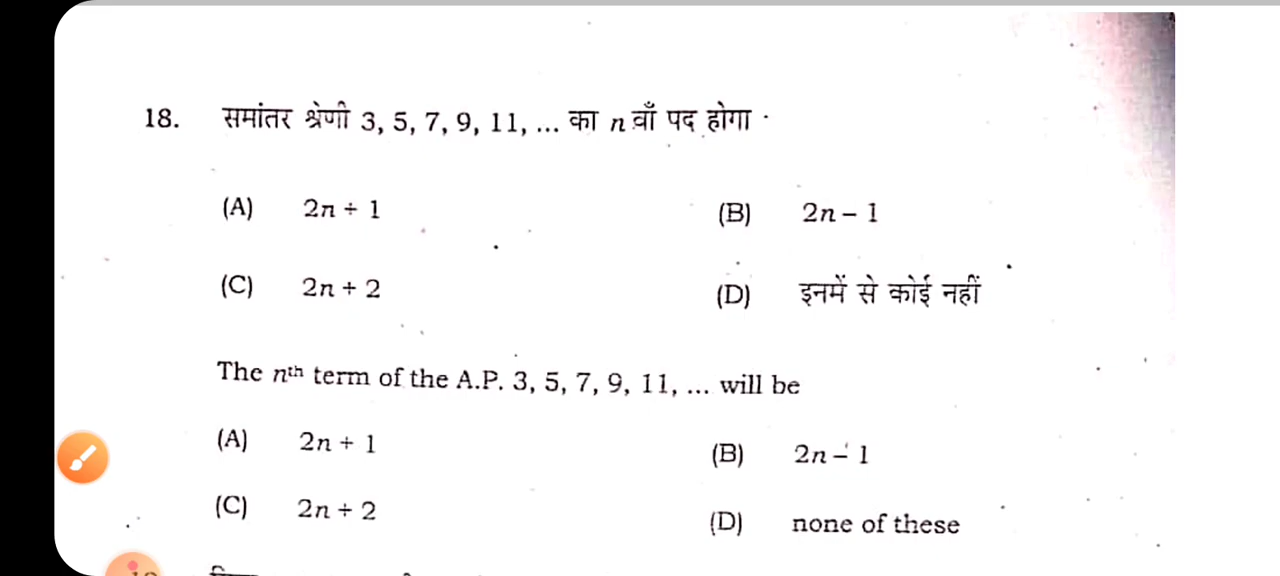 18. समांतर श्रेणी 3, 5, 7, 9, 11, ... का n वाँ पद होगा
(A) 2n + 1 (B) 2n – 1
(C) 2n + 2 (D) इनमें से कोई नहीं
The nth term of the A.P. 3, 5, 7, 9, 11, ... will be
(A) 2n + 1 (B) 2n – 1
(C) 2n + 2 (D) none of these